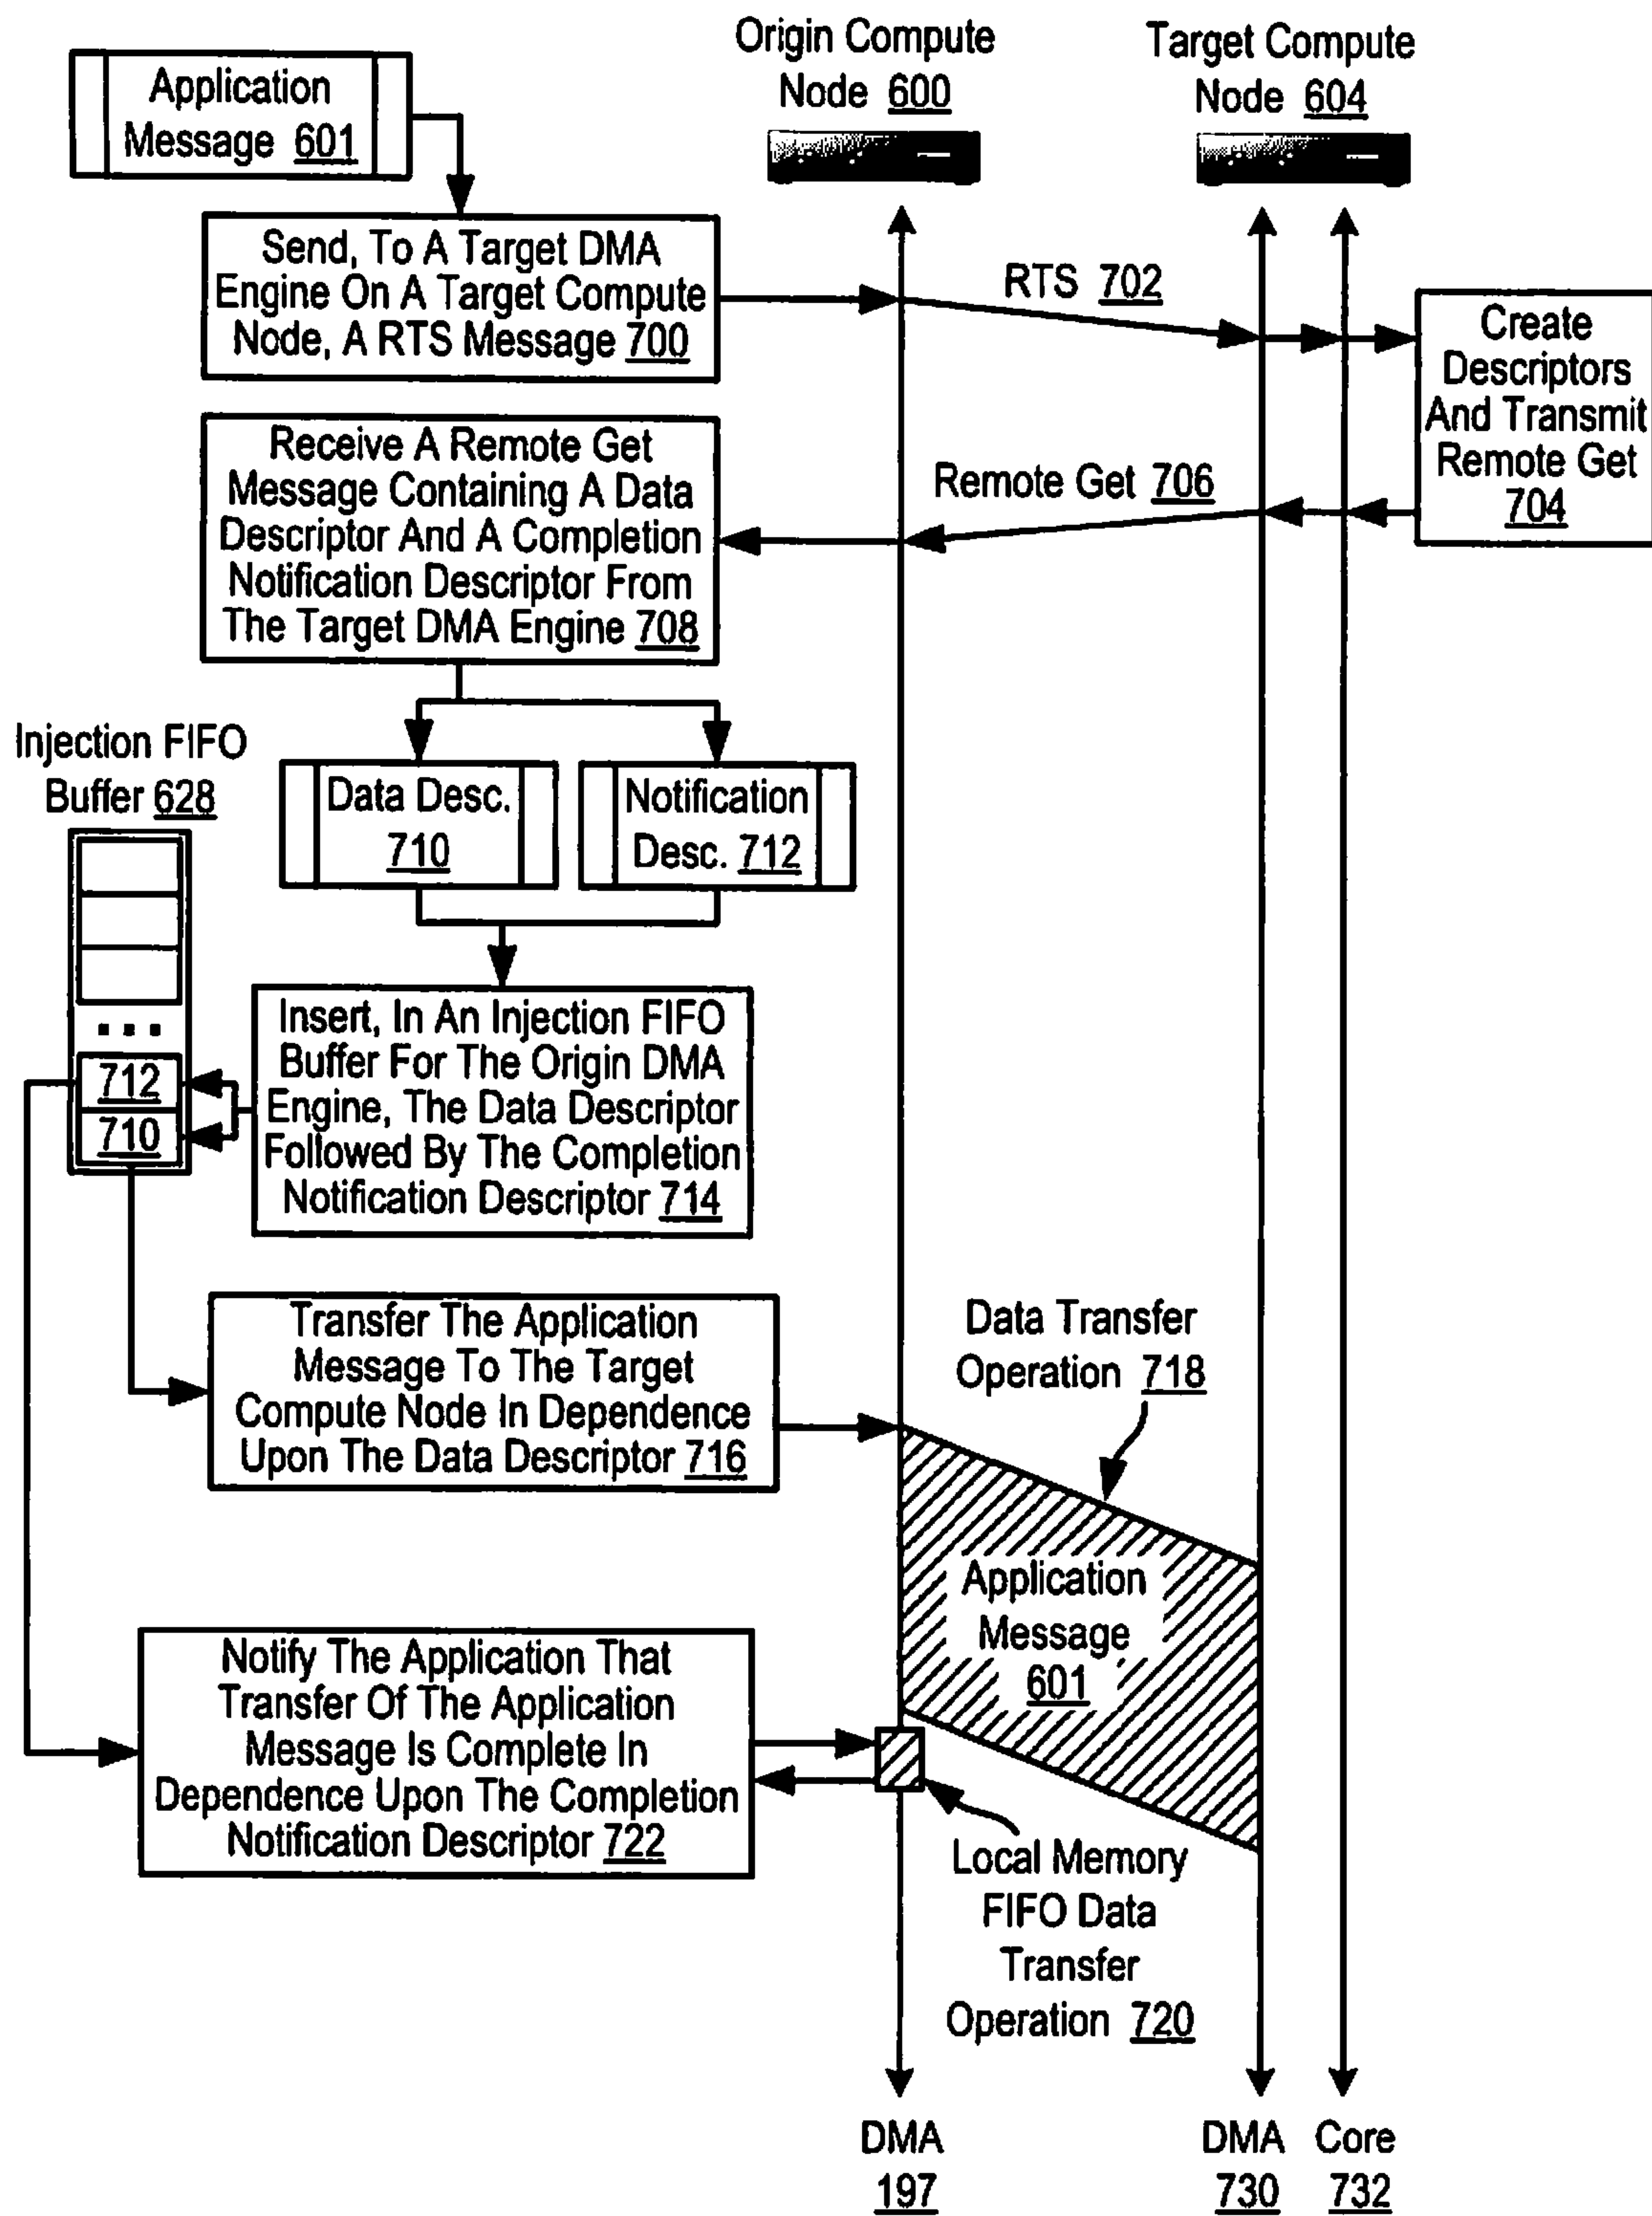 Origin Compute
Node 600
Target Compute
Node 604
Application
Message 601
Send, To A Target DMA
Engine On A Target Compute
Node, A RTS Message 700
RTS 702
Create
Descriptors
And Transmit
Remote Get
704
Receive A Remote Get
Message Containing A Data
Descriptor And A Completion
Notification Descriptor From
The Target DMA Engine 708
Remote Get 706
Injection FIFO
Buffer 628
Data Desc.
710
Notification
Desc. 712
712
710
Insert, In An Injection FIFO
Buffer For The Origin DMA
Engine, The Data Descriptor
Followed By The Completion
Notification Descriptor 714
Transfer The Application
Message To The Target
Compute Node In Dependence
Upon The Data Descriptor 716
Data Transfer
Operation 718
Application
Message
601
Notify The Application That
Transfer Of The Application
Message Is Complete In
Dependence Upon The Completion
Notification Descriptor 722
Local Memory
FIFO Data
Transfer
Operation 720
DMA
197
DMA
730
Core
732